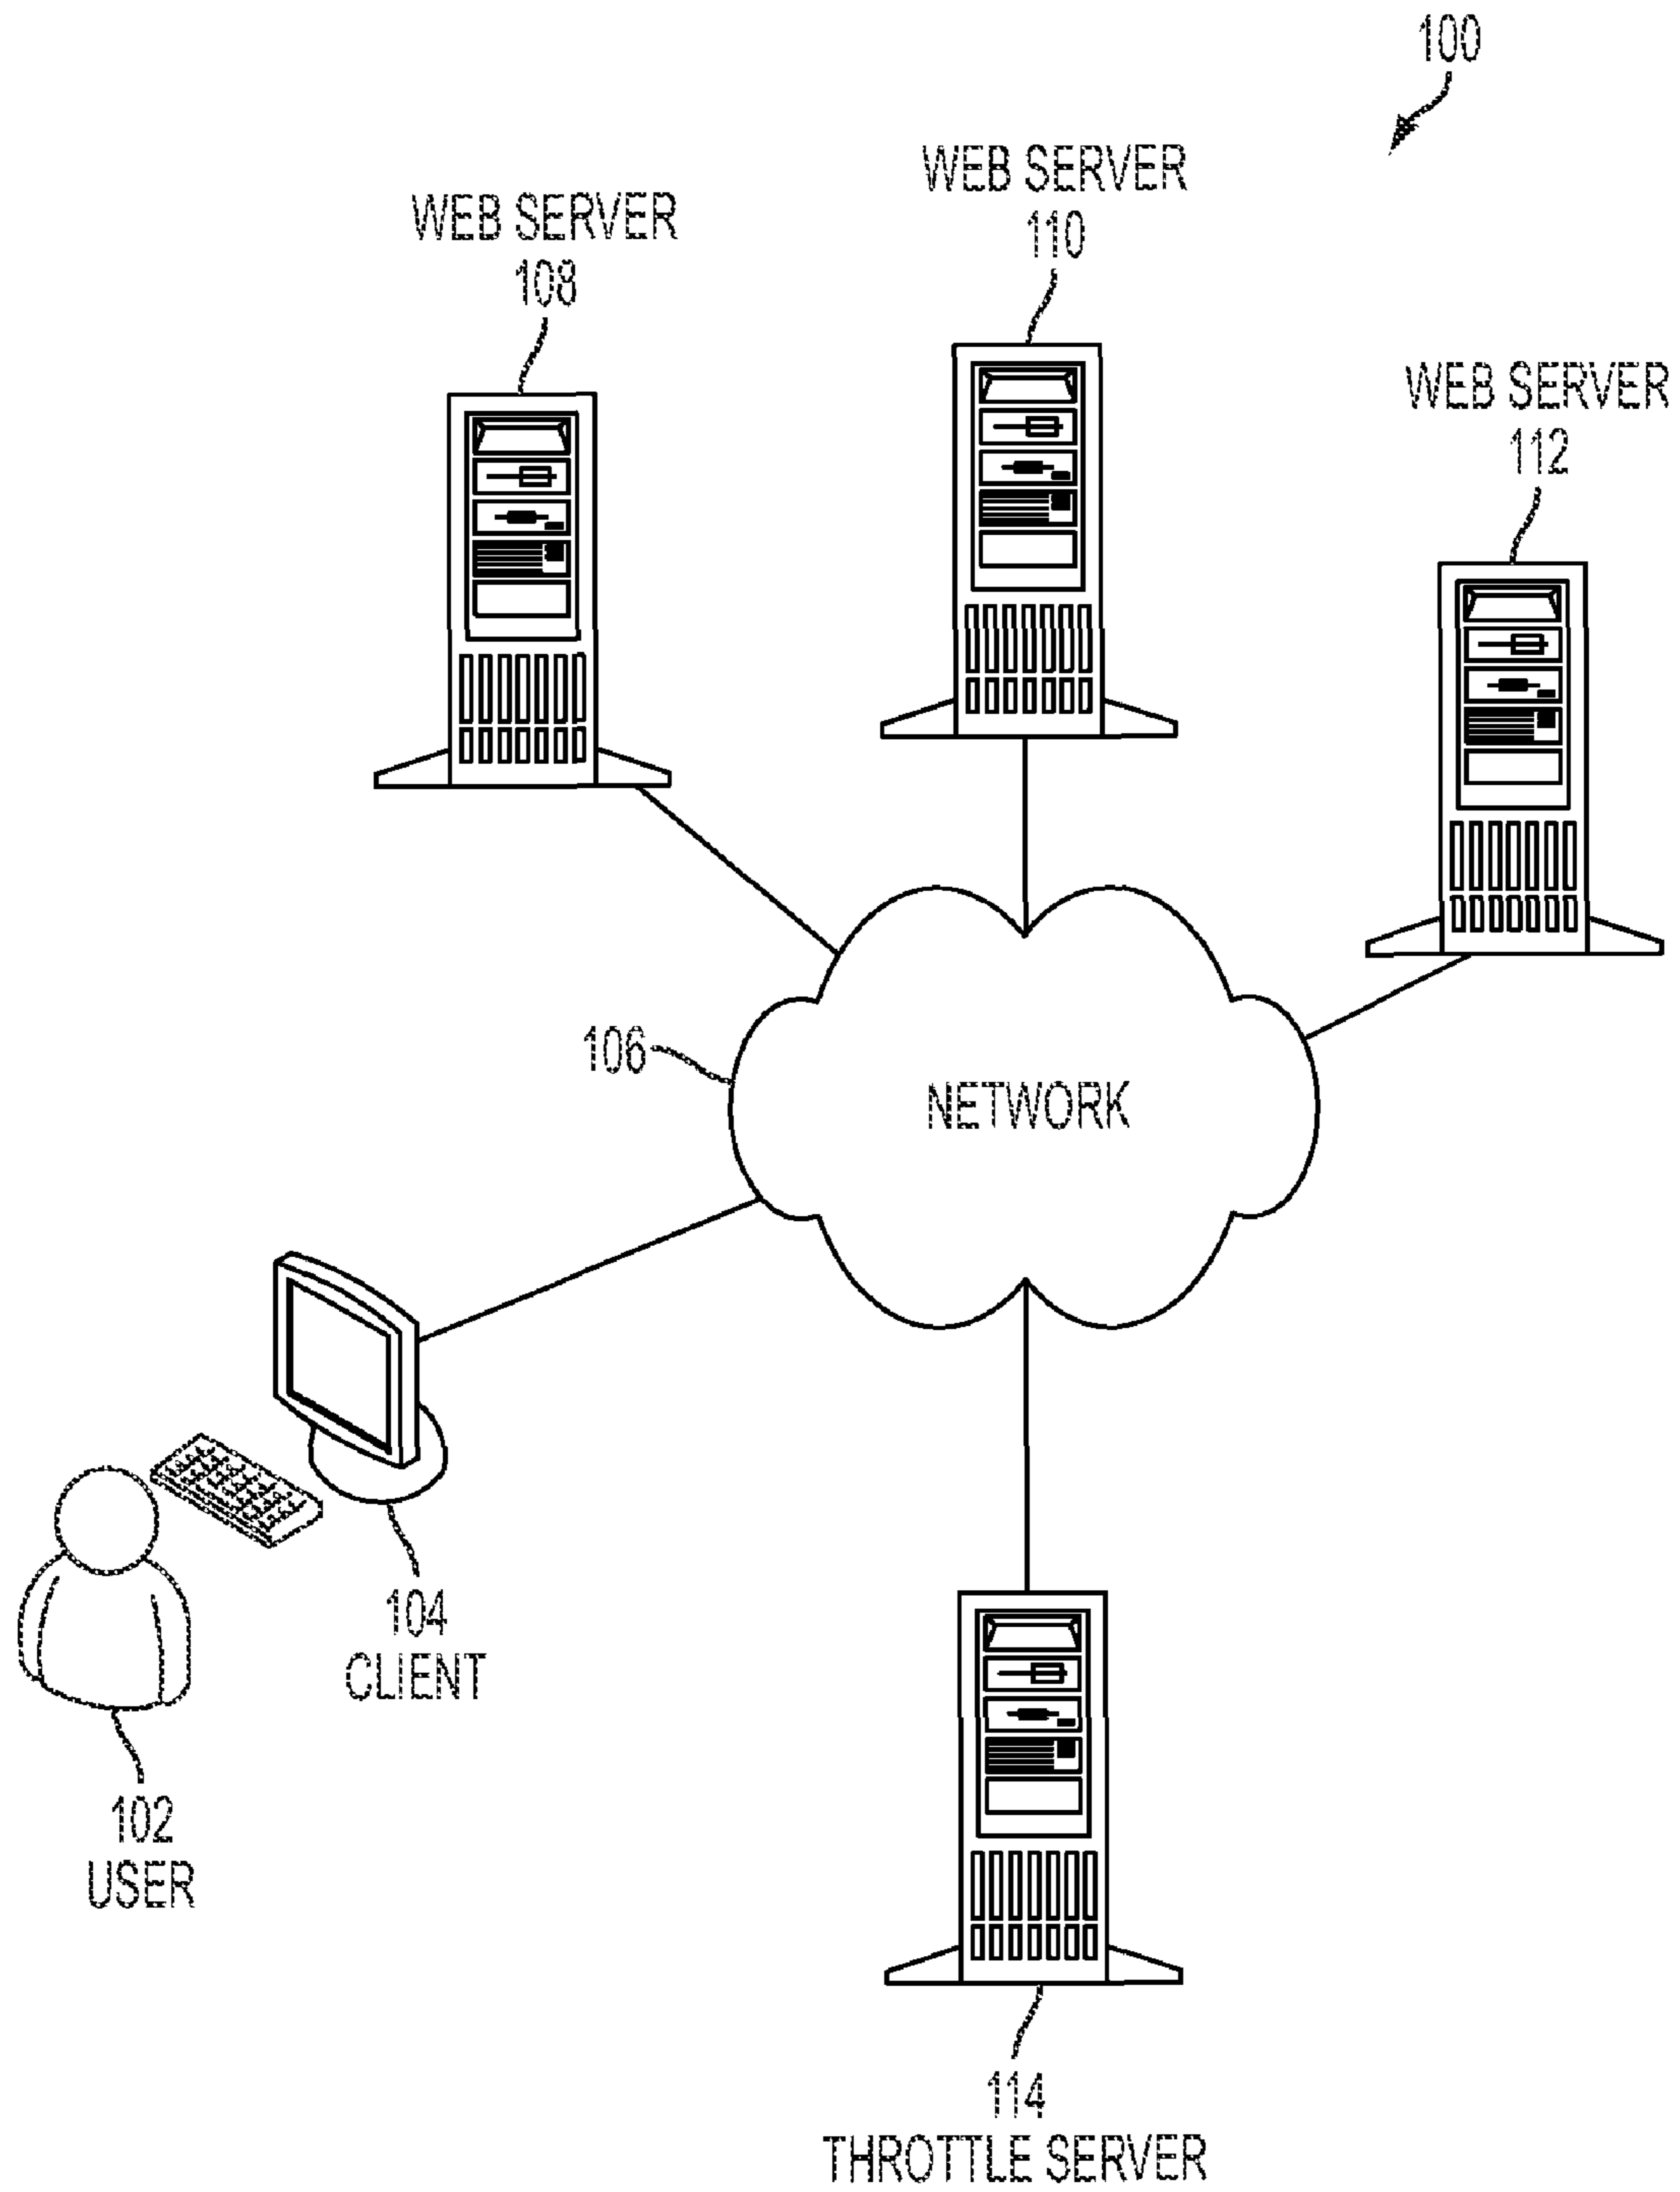 100
WEB SERVER
110
WEB SERVER
108
WEB SERVER
112
106
NETWORK
104
CLIENT
102
USER
114
THROTTLE SERVER